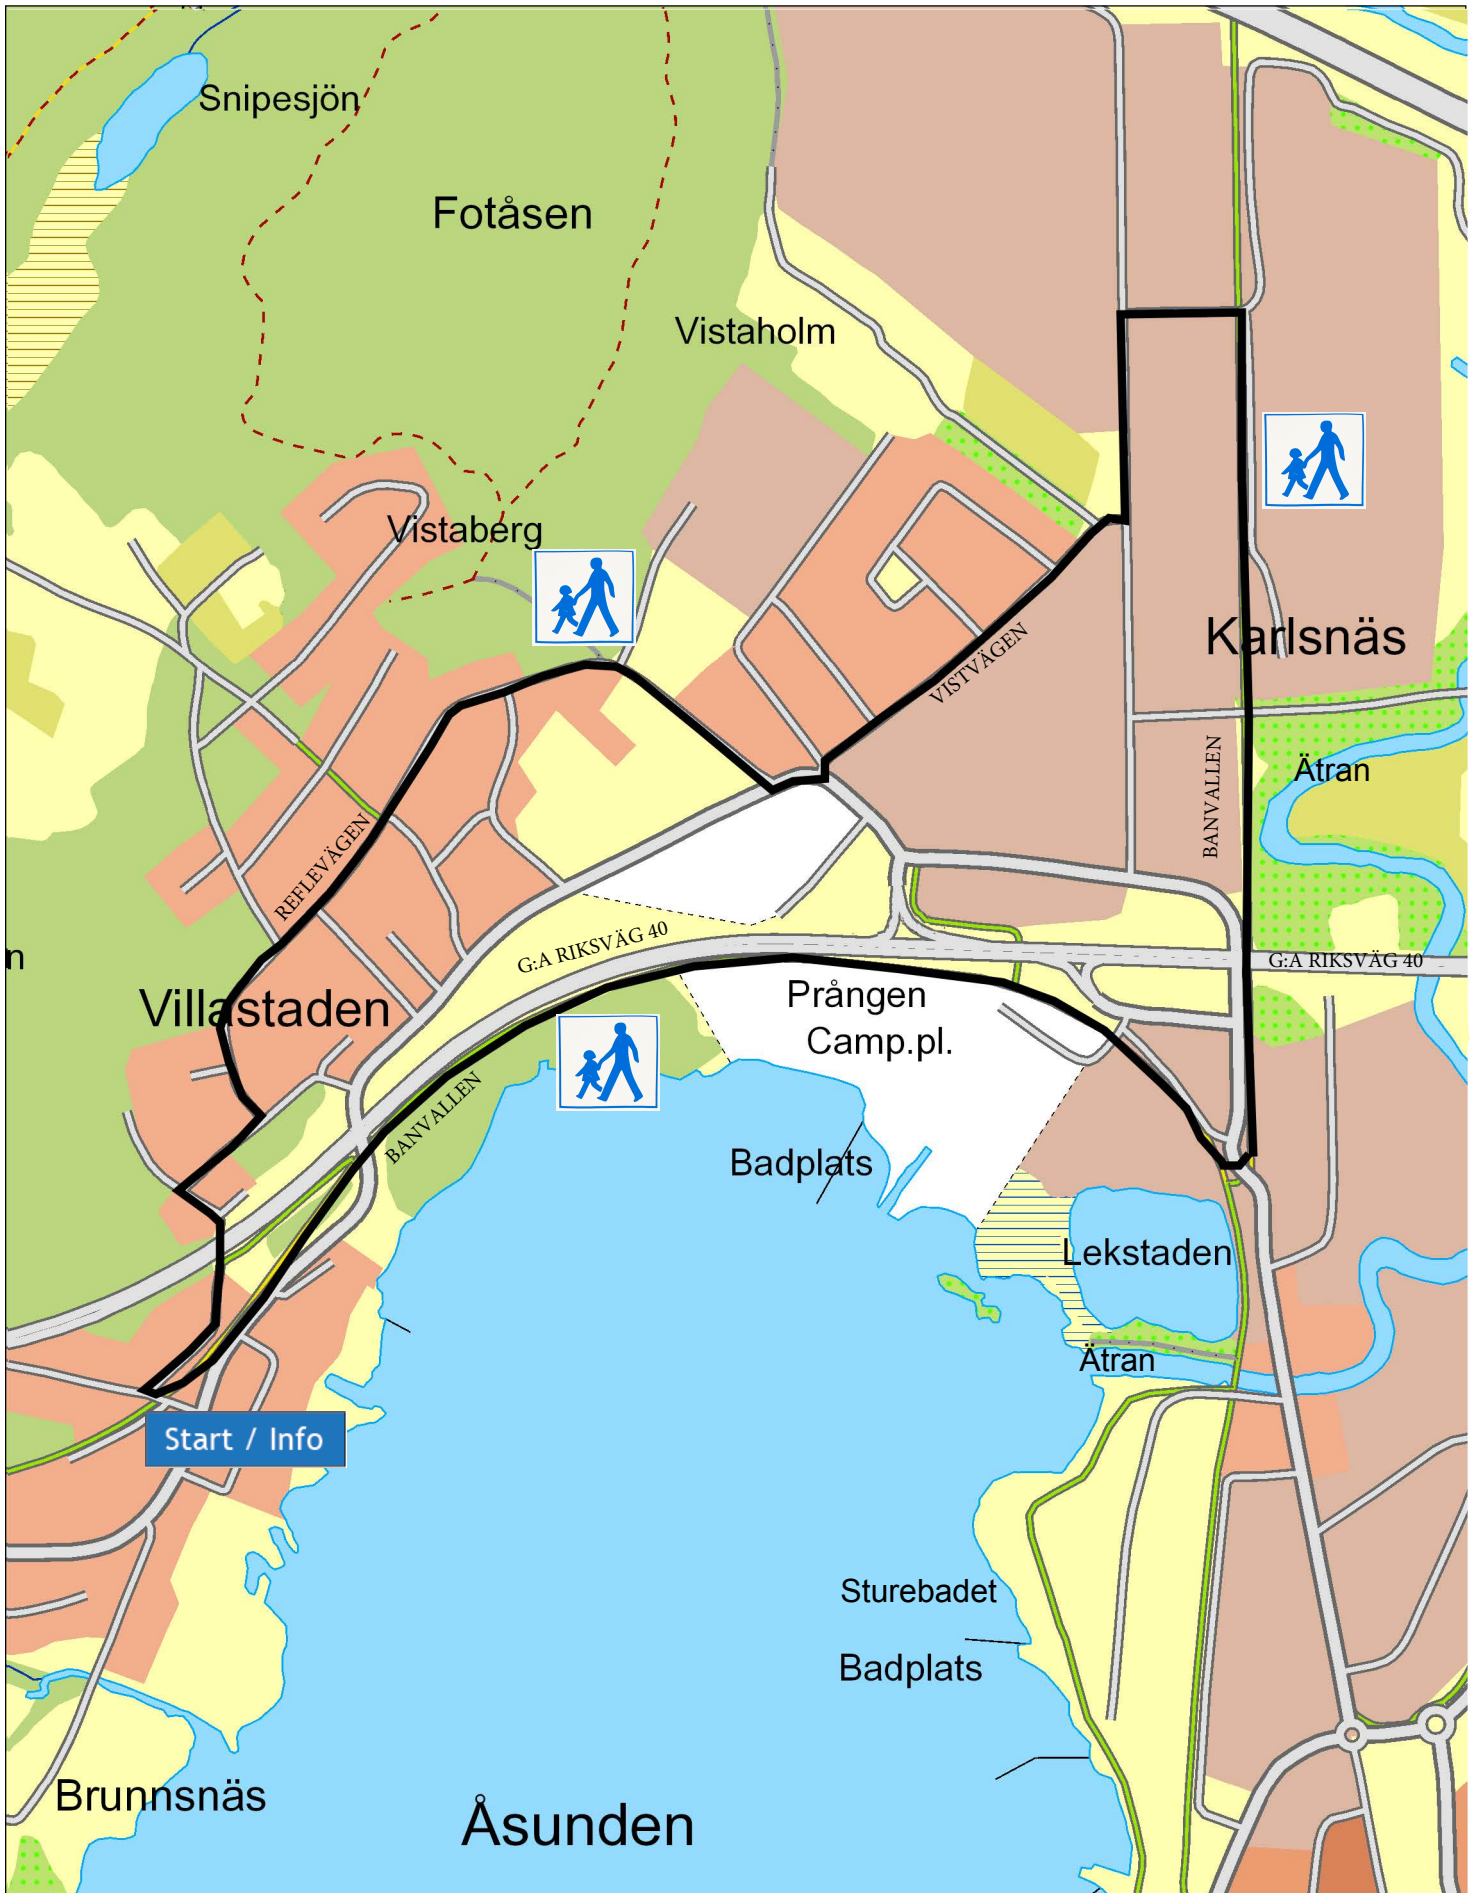 Snipesjön
Fotåsen
Vistaholm
Vistaberg
Karlsnäs
VISTVÄGEN
BANVALLEN
Ätran
REFLEVÄGEN
G:A RIKSVÄG 40
G:A RIKSVÄG 40
n
Villastaden
Prången
Camp.pl.
BANVALLEN
Badplats
Lekstaden
Ätran
Start / Info
Sturebadet
Badplats
Brunnsnäs
Åsunden